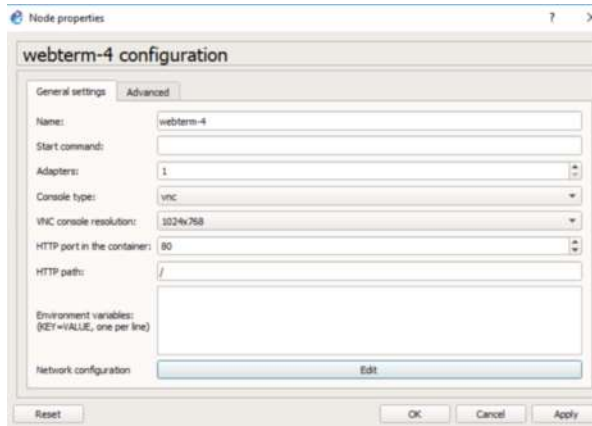 Node properties ?
webterm-4 configuration
General settings Advanced
Name: webterm-4
Start command:
Adapters: 1
Console type: vnc
VNC console resolution: 1024x768
HTTP port in the container: 80
HTTP path: /
Environment variables:
(KEY=VALUE, one per line)
Network configuration Edit
Reset OK Cancel Apply